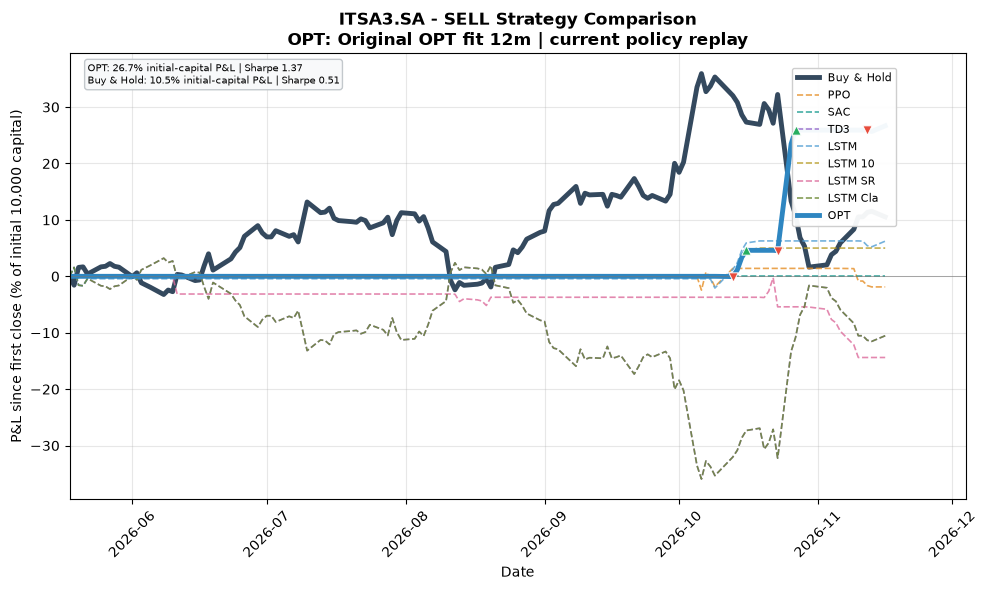 ITSA3.SA - SELL Strategy Comparison
OPT: Original OPT fit 12m | current policy replay
OPT: 26.7% initial-capital P&L | Sharpe 1.37
Buy & Hold: 10.5% initial-capital P&L | Sharpe 0.51
Buy & Hold
PPO
SAC
TD3
LSTM
LSTM 10
LSTM SR
LSTM Cla
OPT
P&L since first close (% of initial 10,000 capital)
30
20
10
0
−10
−20
−30
2026-06
2026-07
2026-08
2026-09
2026-10
2026-11
2026-12
Date